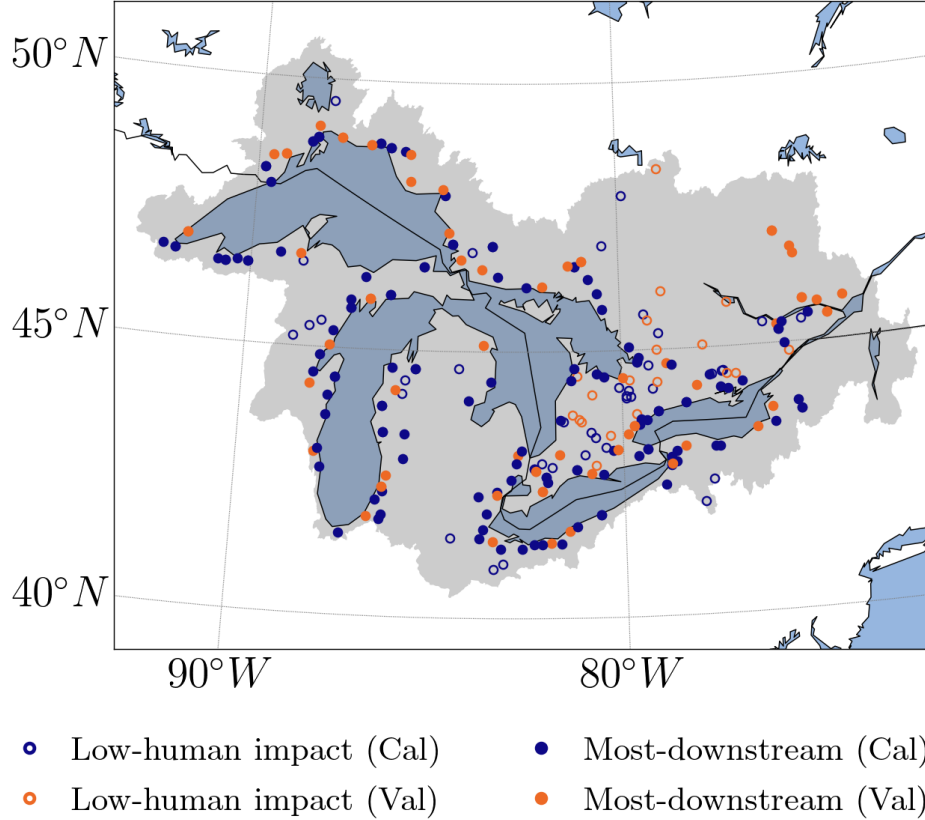 50°N
45°N
40°N
90°W 80°W
Low-human impact (Cal) Most-downstream (Cal)
Low-human impact (Val) Most-downstream (Val)